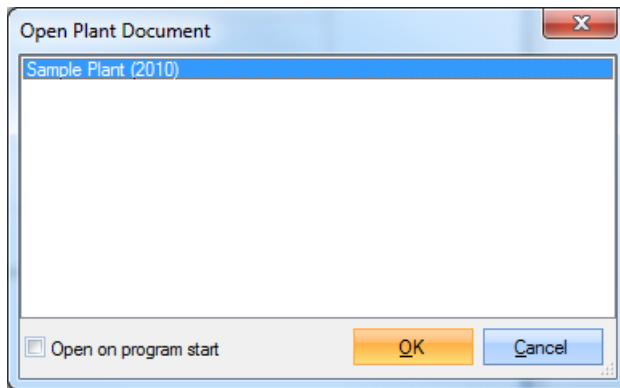 Open Plant Document
Sample Plant (2010)
Open on program start
OK
Cancel